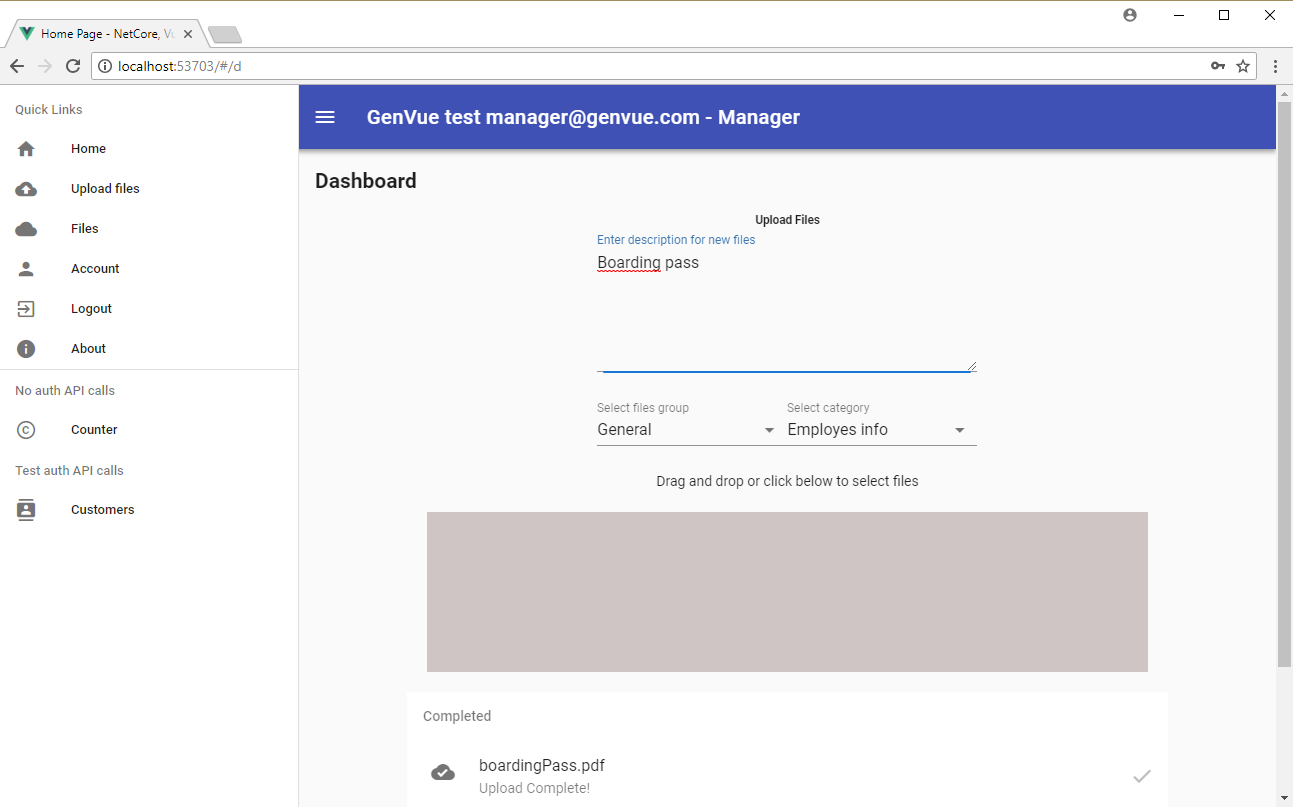 Home Page - NetCore, Vu
localhost:53703/#/d
Quick Links
Home
Upload files
Files
Account
Logout
About
No auth API calls
Counter
Test auth API calls
Customers
GenVue test manager@genvue.com - Manager
Dashboard
Upload Files
Enter description for new files
Boarding pass
Select files group
Select category
General
Employes info
Drag and drop or click below to select files
Completed
boardingPass.pdf
Upload Complete!